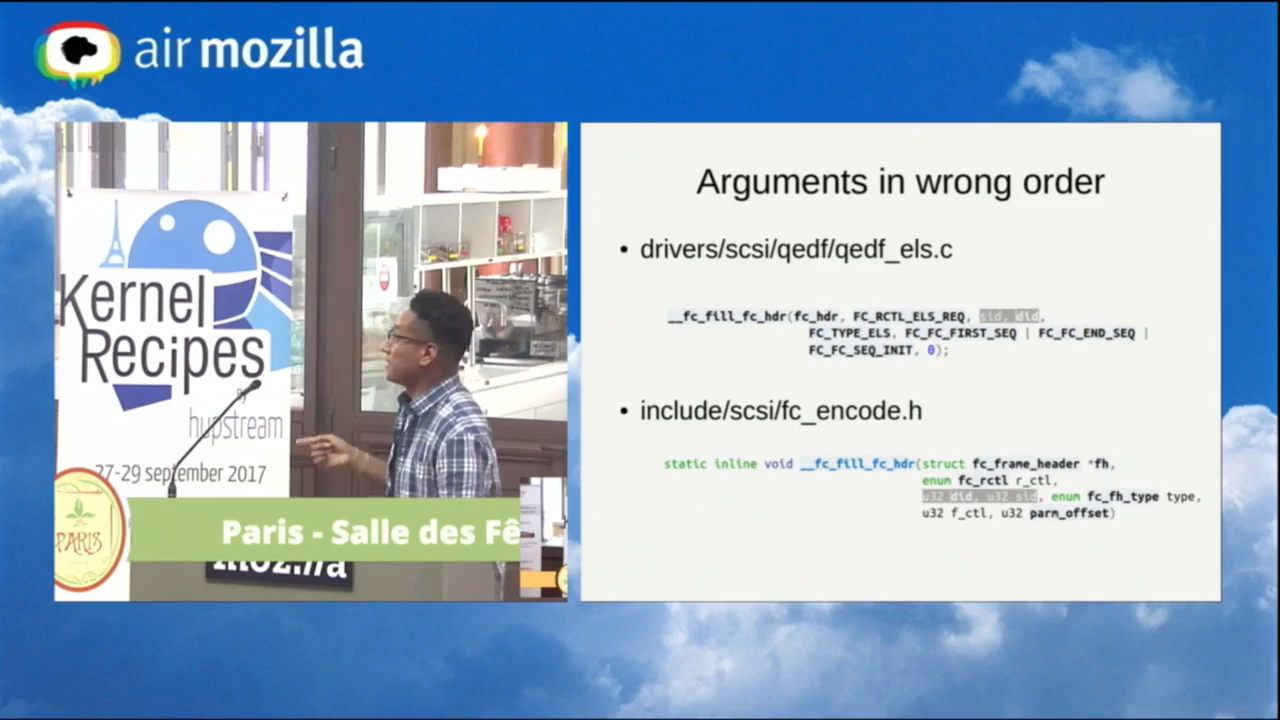 air mozilla
Kernel
Recipes
by
hupstream
27-29 september 2017
PARIS
Paris - Salle des Fê
moz://a
Arguments in wrong order
• drivers/scsi/qedf/qedf_els.c
__fc_fill_fc_hdr(fc_hdr, FC_RCTL_ELS_REQ, sid, did,
FC_TYPE_ELS, FC_FC_FIRST_SEQ | FC_FC_END_SEQ |
FC_FC_SEQ_INIT, 0);
• include/scsi/fc_encode.h
static inline void __fc_fill_fc_hdr(struct fc_frame_header *fh,
enum fc_rctl r_ctl,
u32 did, u32 sid, enum fc_fh_type type,
u32 f_ctl, u32 parm_offset)